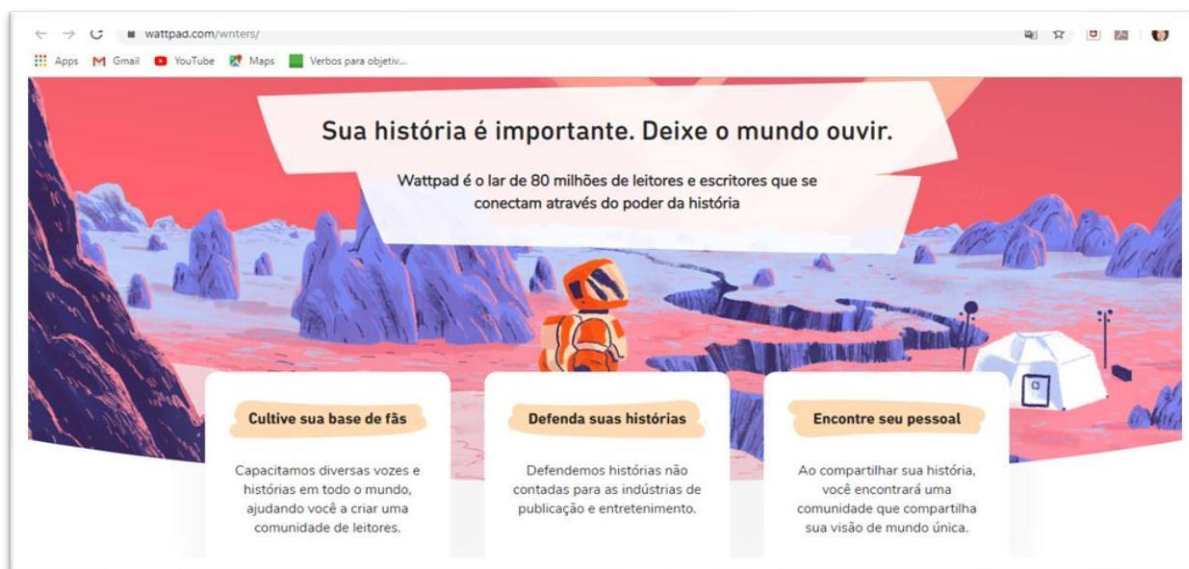 wattpad.com/writers/
Apps Gmail YouTube Maps Verbos para objetiv...
Sua história é importante. Deixe o mundo ouvir.
Wattpad é o lar de 80 milhões de leitores e escritores que se
conectam através do poder da história
Cultive sua base de fãs
Capacitamos diversas vozes e
histórias em todo o mundo,
ajudando você a criar uma
comunidade de leitores.
Defenda suas histórias
Defendemos histórias não
contadas para as indústrias de
publicação e entretenimento.
Encontre seu pessoal
Ao compartilhar sua história,
você encontrará uma
comunidade que compartilha
sua visão de mundo única.